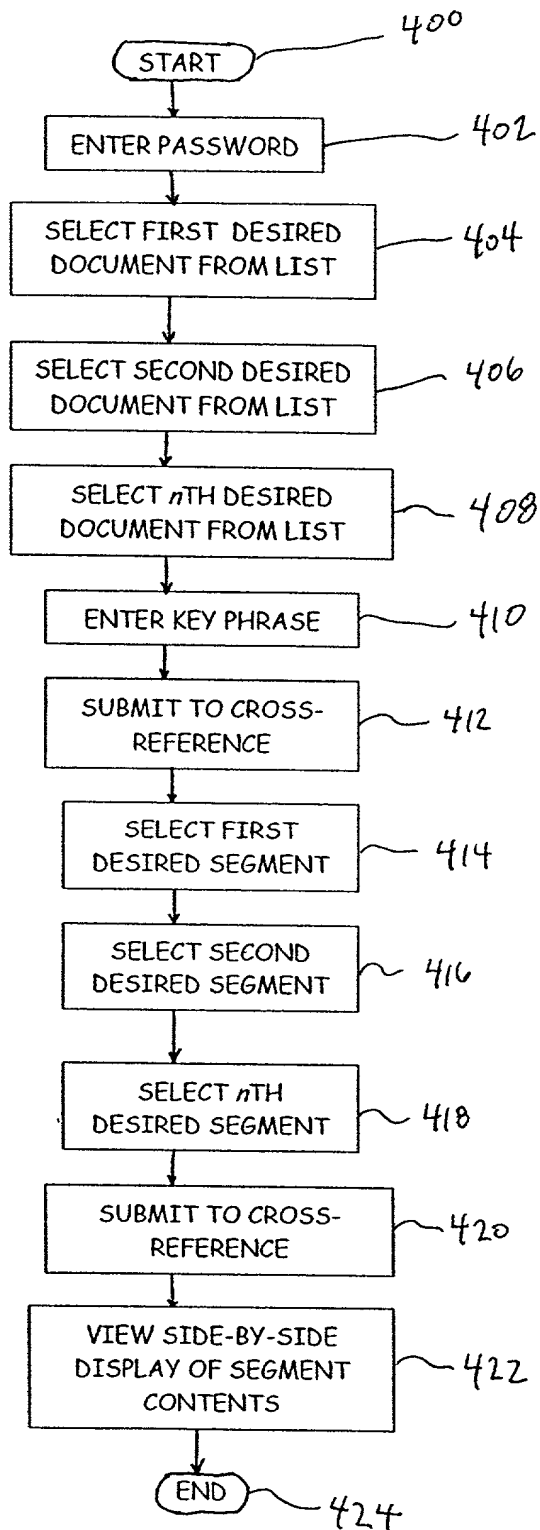 400
START
ENTER PASSWORD
402
SELECT FIRST DESIRED
DOCUMENT FROM LIST
404
SELECT SECOND DESIRED
DOCUMENT FROM LIST
406
SELECT nTH DESIRED
DOCUMENT FROM LIST
408
ENTER KEY PHRASE
410
SUBMIT TO CROSS-
REFERENCE
412
SELECT FIRST
DESIRED SEGMENT
414
SELECT SECOND
DESIRED SEGMENT
416
SELECT nTH
DESIRED SEGMENT
418
SUBMIT TO CROSS-
REFERENCE
420
VIEW SIDE-BY-SIDE
DISPLAY OF SEGMENT
CONTENTS
422
END
424